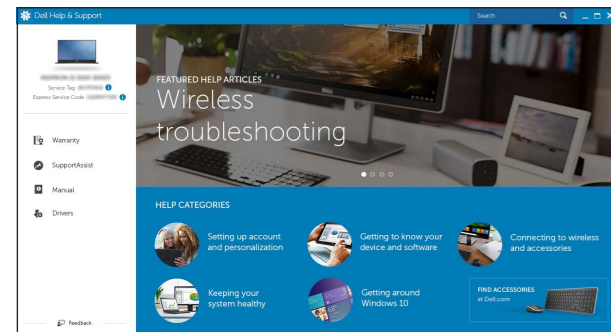 Dell Help & Support
Search
Service Tag
Express Service Code
Warranty
SupportAssist
Manual
Drivers
Feedback
FEATURED HELP ARTICLES
Wireless
troubleshooting
HELP CATEGORIES
Setting up account
and personalization
Getting to know your
device and software
Connecting to wireless
and accessories
Keeping your
system healthy
Getting around
Windows 10
FIND ACCESSORIES
at Dell.com